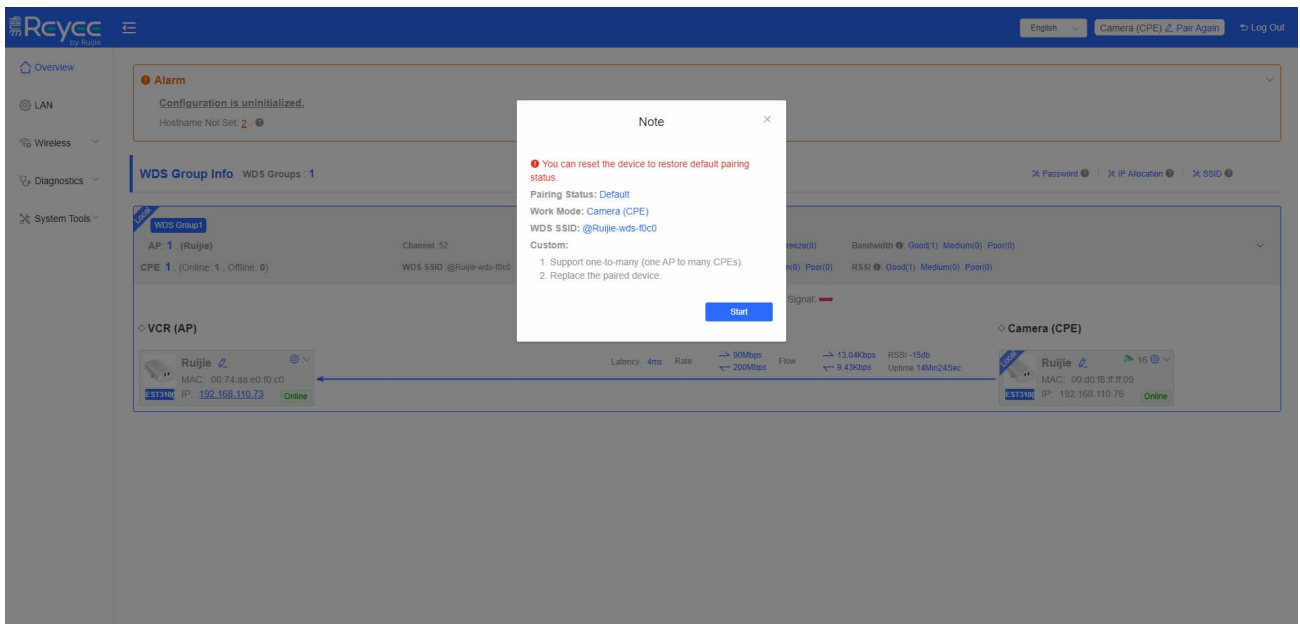 Reyee
by Ruijie
English
Camera (CPE) Pair Again
Log Out
Overview
LAN
Wireless
Diagnostics
System Tools
Alarm
Configuration is uninitialized.
Hostname Not Set: 2
WDS Group Info WDS Groups : 1
Password
IP Allocation
SSID
Local
WDS Group1
AP: 1 (Ruijie)
Channel :52
Freeze(0)
Bandwidth : Good(1) Medium(0) Poor(0)
CPE: 1 (Online: 1 , Offline: 0)
WDS SSID :@Ruijie-wds-f0c0
Poor(0)
RSSI : Good(1) Medium(0) Poor(0)
Signal:
VCR (AP)
Camera (CPE)
Ruijie
MAC: 00:74:aa:e0:f0:c0
EST310
IP: 192.168.110.73
Online
Latency 4ms Rate
90Mbps
200Mbps
Flow
13.04Kbps
9.43Kbps
RSSI -15db
Uptime 14Min24Sec
Local
Ruijie
16
MAC: 00:d0:f8:ff:ff:09
EST310
IP: 192.168.110.76
Online
Note
You can reset the device to restore default pairing
status.
Pairing Status: Default
Work Mode: Camera (CPE)
WDS SSID: @Ruijie-wds-f0c0
Custom:
1. Support one-to-many (one AP to many CPEs).
2. Replace the paired device.
Start